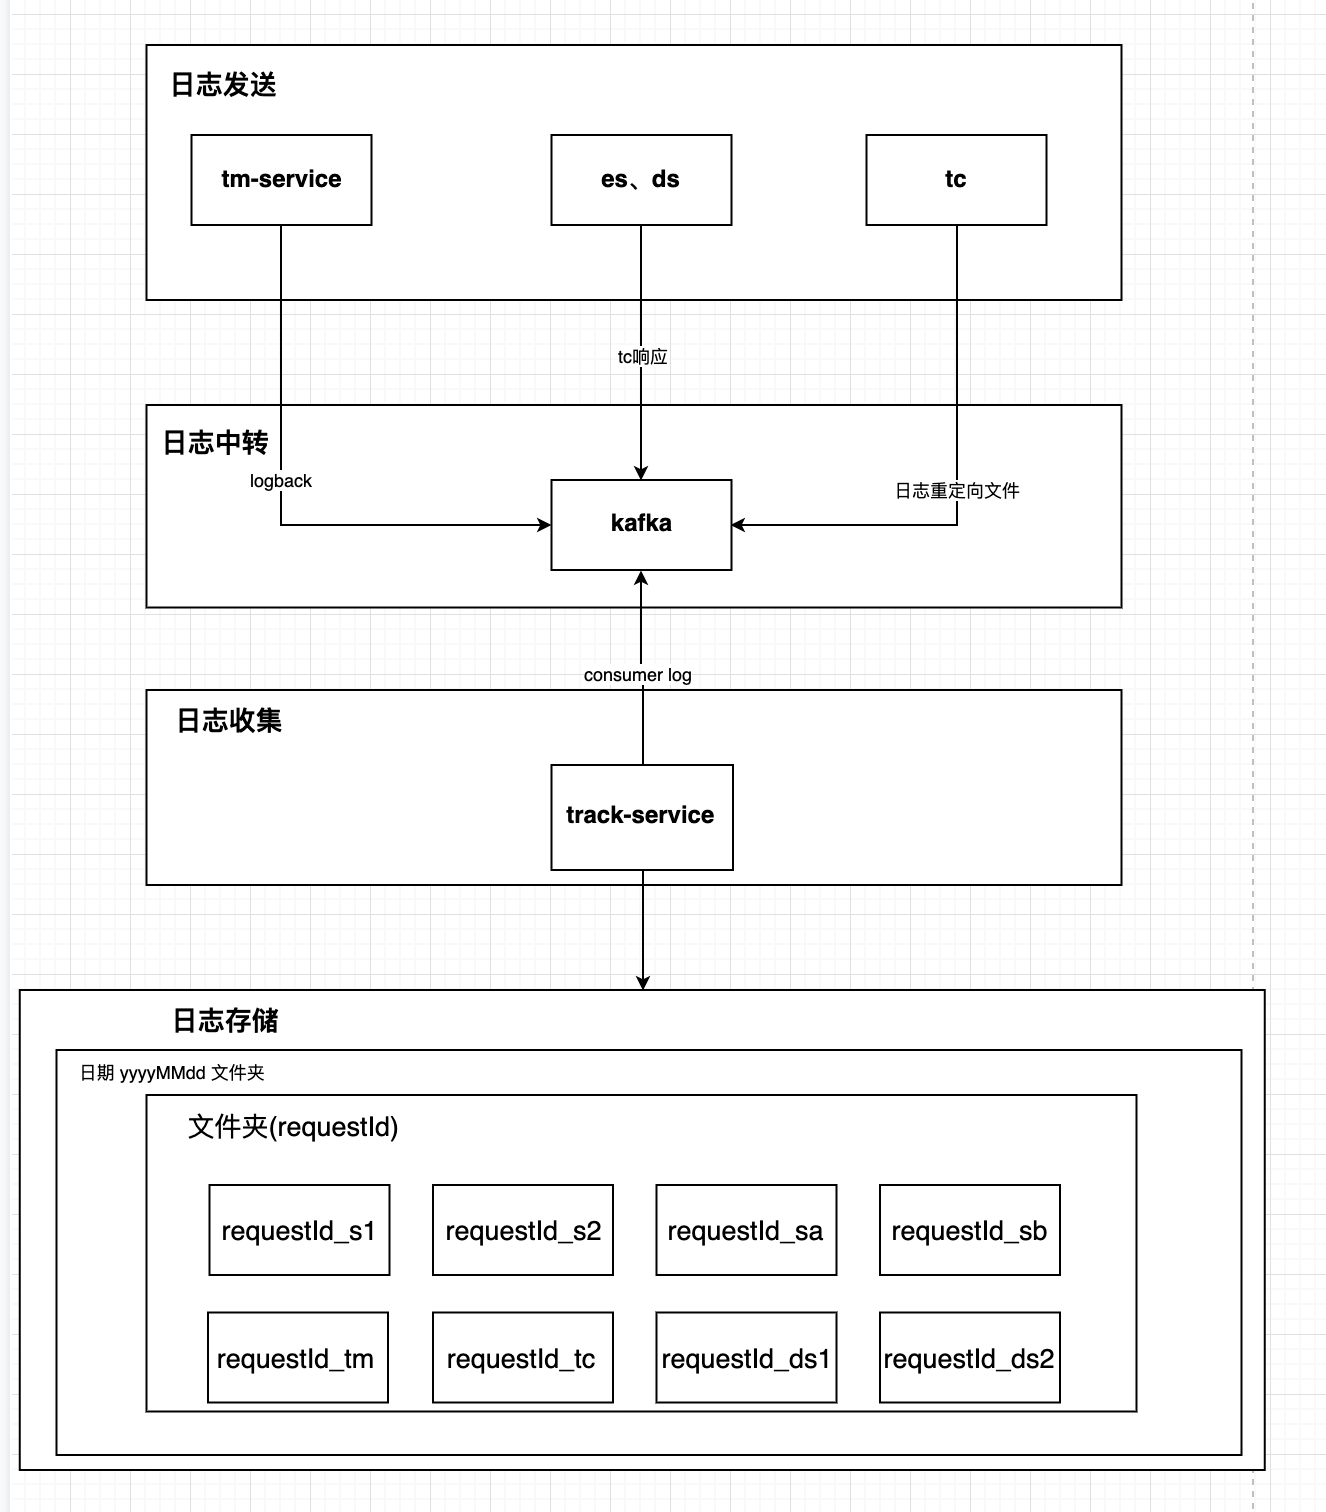 日志发送
tm-service
es、ds
tc
tc响应
日志中转
logback
日志重定向文件
kafka
consumer log
日志收集
track-service
日志存储
日期 yyyyMMdd 文件夹
文件夹(requestId)
requestId_s1
requestId_s2
requestId_sa
requestId_sb
requestId_tm
requestId_tc
requestId_ds1
requestId_ds2